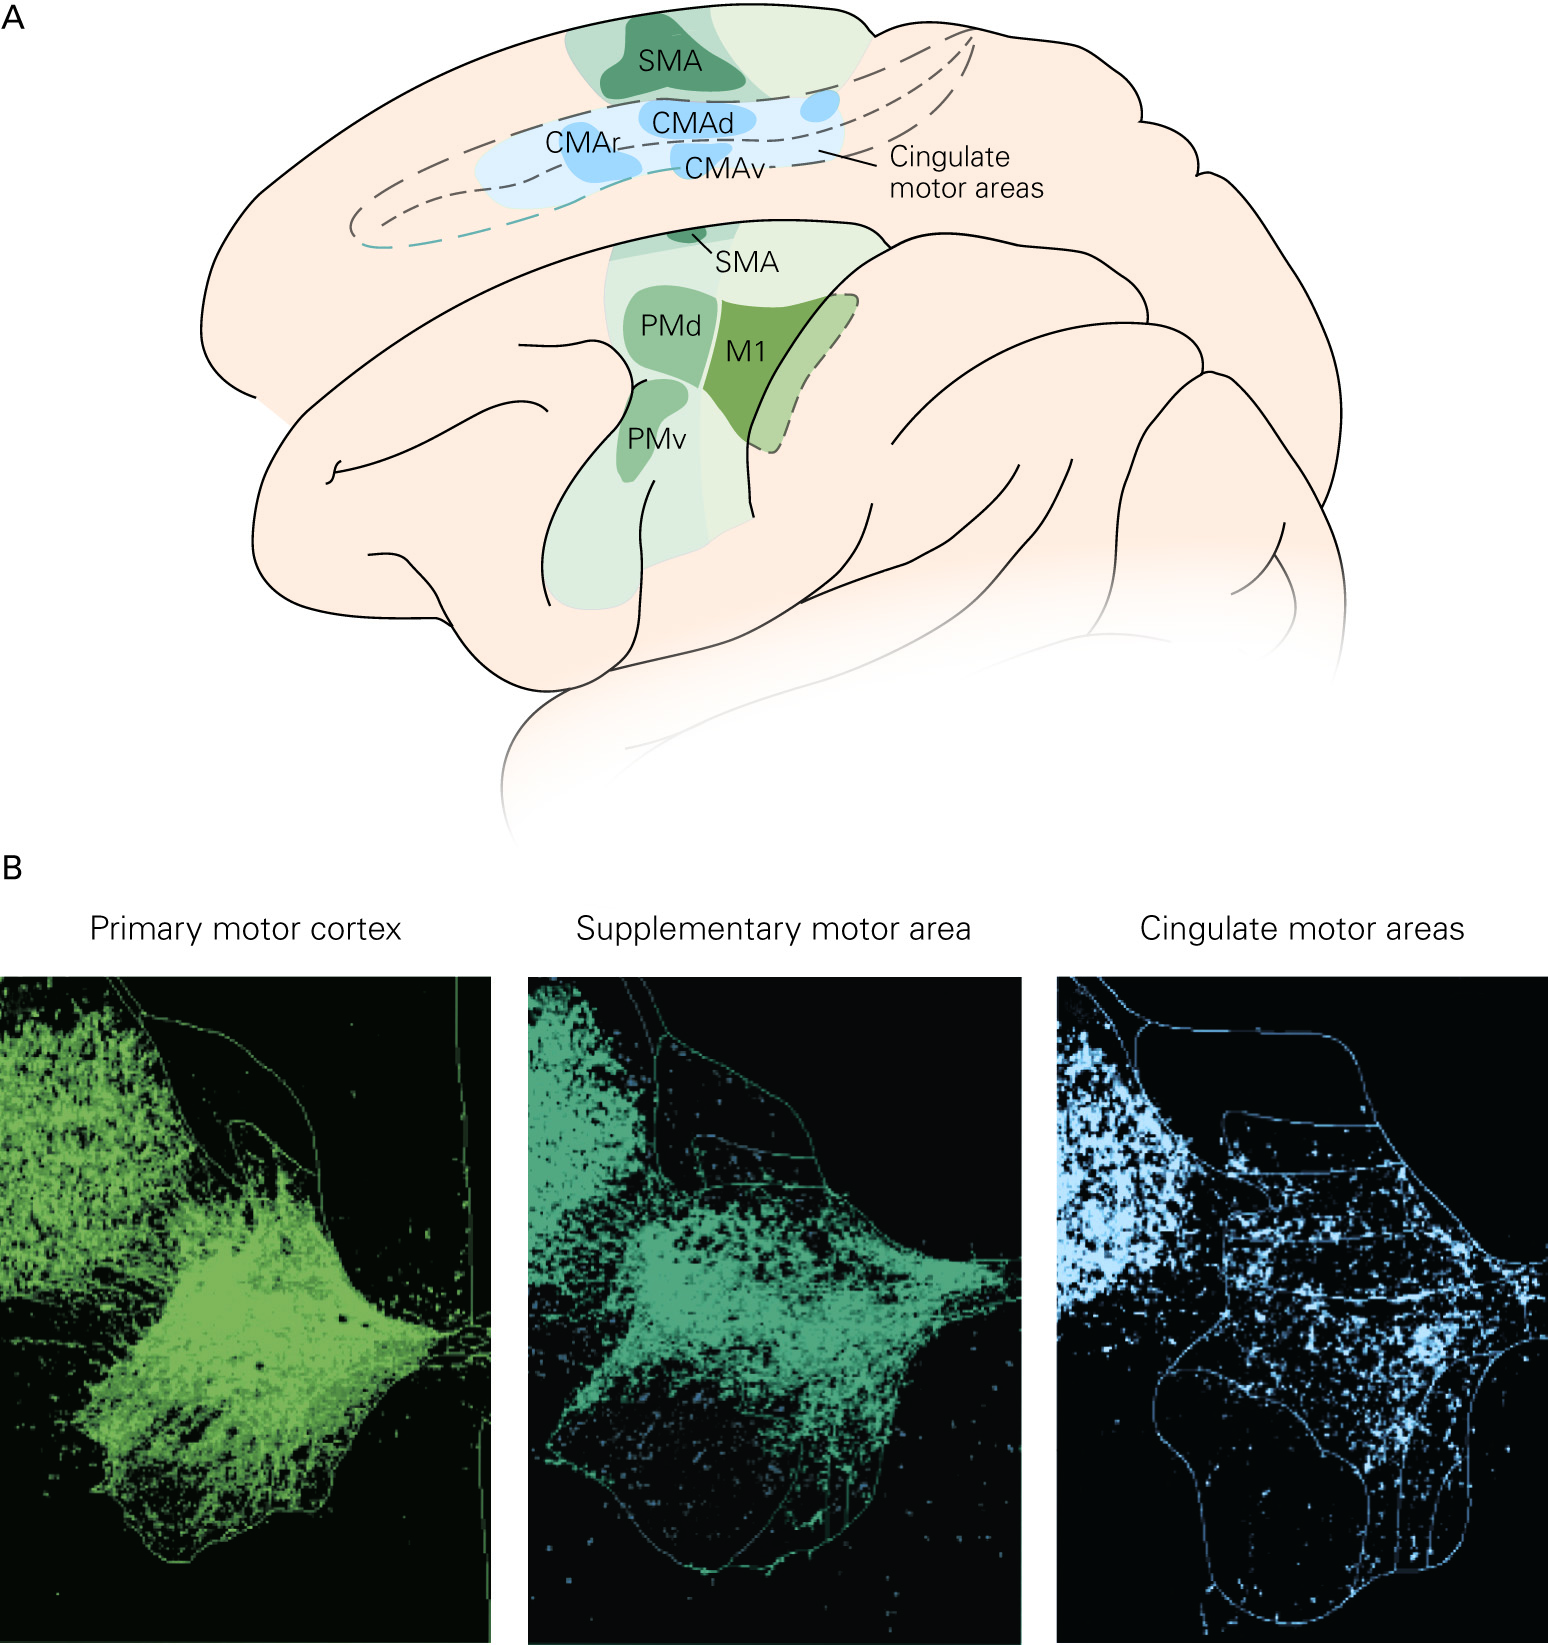 A
SMA
CMAd
CMAr
CMAv
Cingulate
motor areas
SMA
PMd
M1
PMv
B
Primary motor cortex
Supplementary motor area
Cingulate motor areas